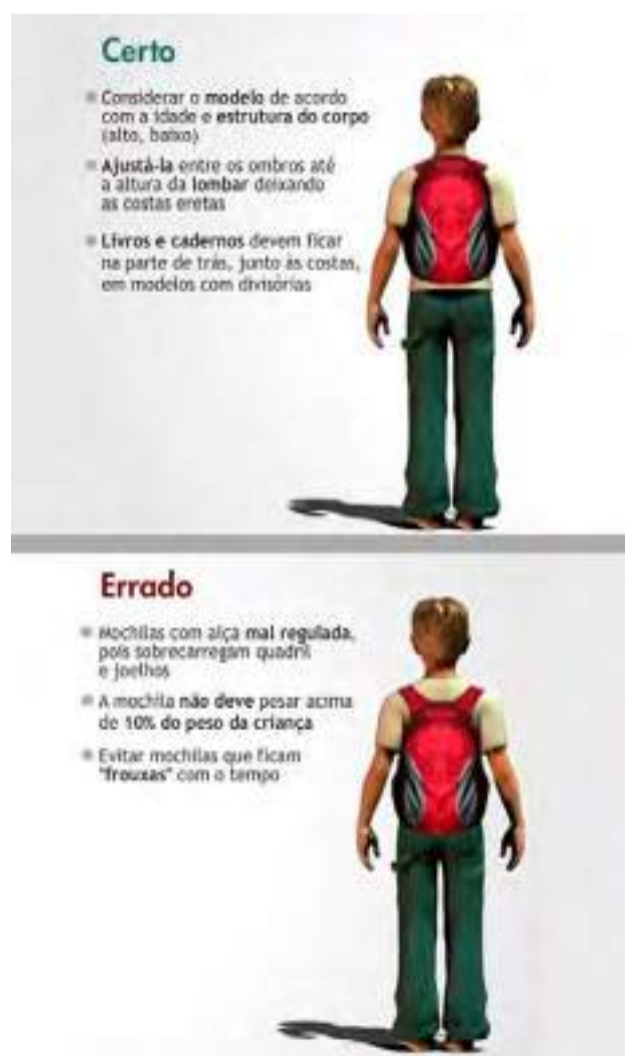 Certo
Considerar o modelo de acordo
com a idade e estrutura do corpo
(alto, baixo)
Ajustá-la entre os ombros até
a altura da lombar deixando
as costas eretas
Livros e cadernos devem ficar
na parte de trás, junto às costas,
em modelos com divisórias
Errado
Mochilas com alça mal regulada,
pois sobrecarregam quadril
e joelhos
A mochila não deve pesar acima
de 10% do peso da criança
Evitar mochilas que ficam
"frouxas" com o tempo